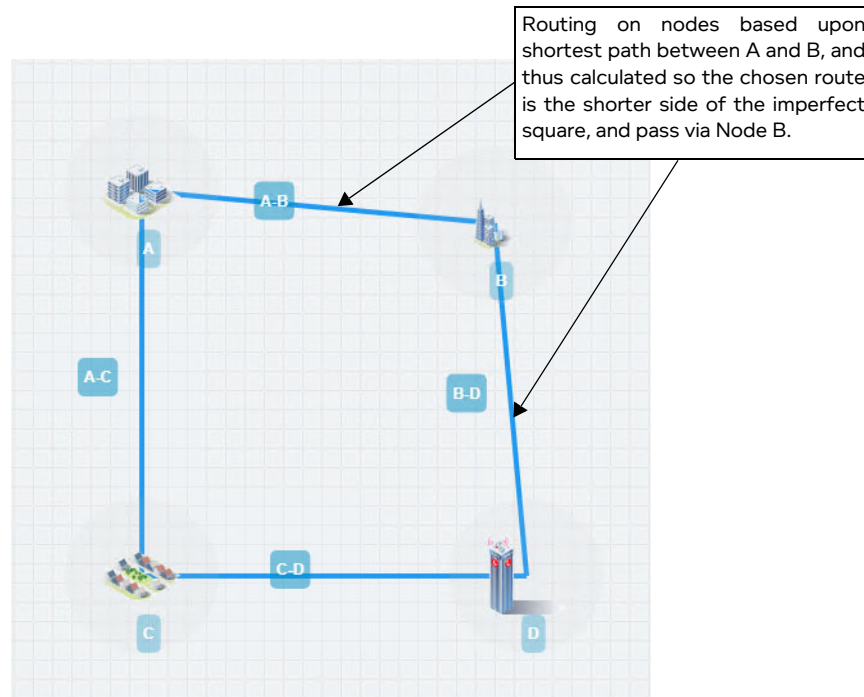 Routing on nodes based upon
shortest path between A and B, and
thus calculated so the chosen route
is the shorter side of the imperfect
square, and pass via Node B.
A-B
A
B
A-C
B-D
C-D
C
D